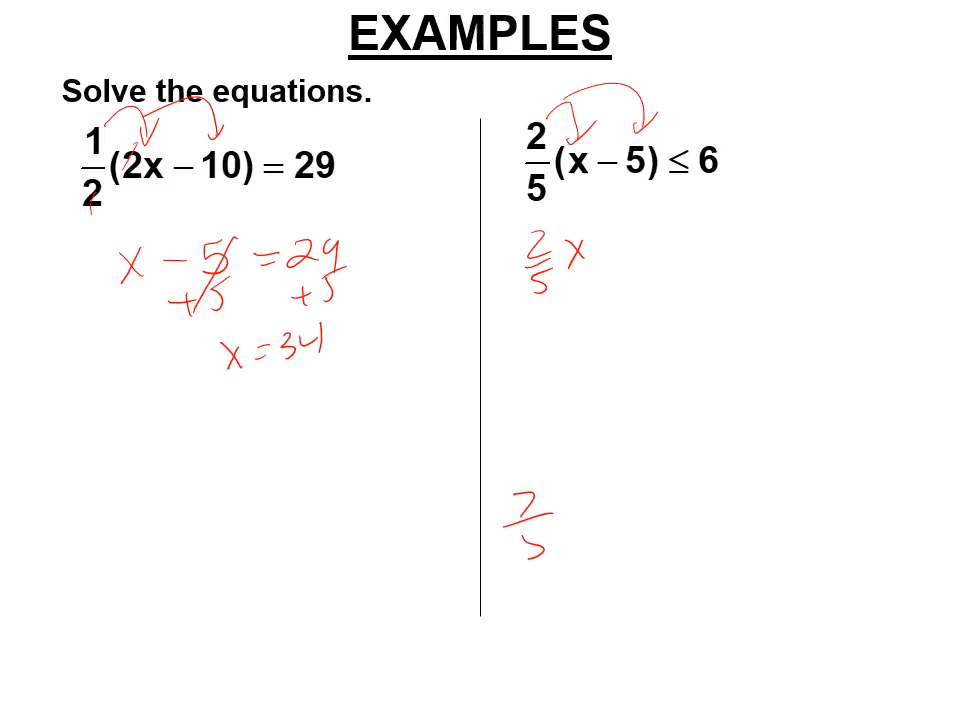 EXAMPLES
Solve the equations.
1/2(2x − 10) = 29
x − 5 = 29
+5 +5
x = 34
2/5(x − 5) ≤ 6
2/5 x
2/5